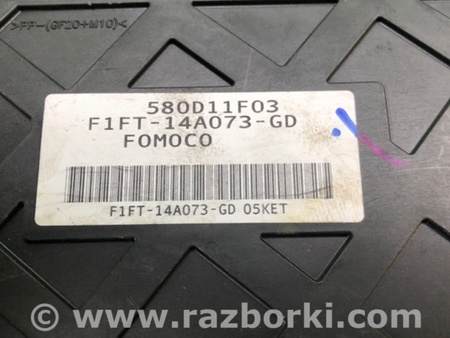 >PP-(GF20+M10)<
580D11F03
F1FT-14A073-GD
FOMOCO
F1FT-14A073-GD 05KET
© www.razborki.com